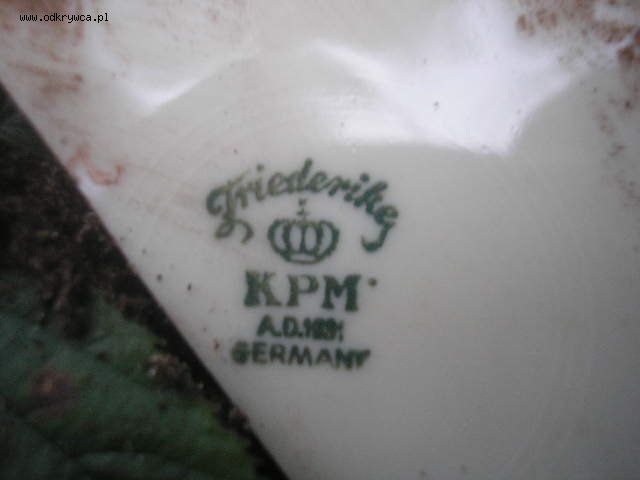 www.odkrywca.pl
Friederike
KPM
A.D.1831
GERMANY